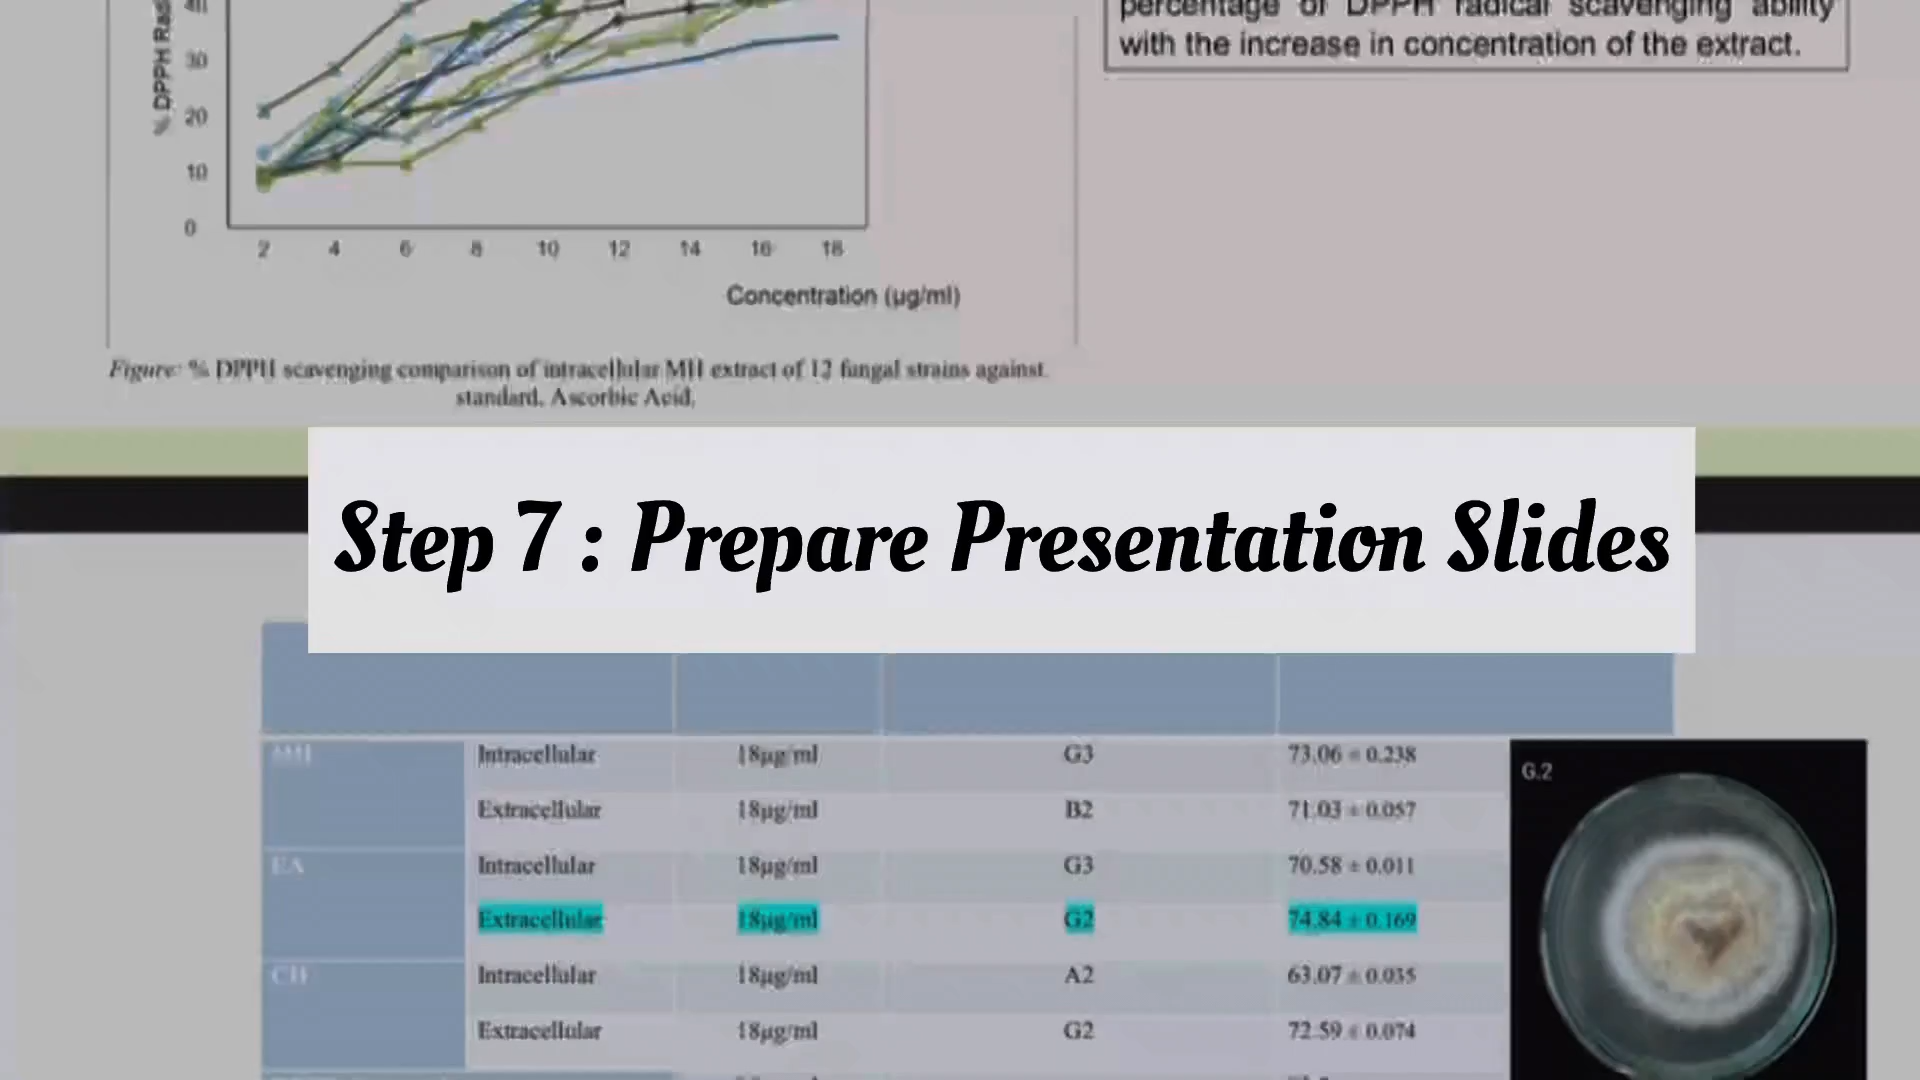 40
percentage of DPPH radical scavenging ability
with the increase in concentration of the extract.
% DPPH Rad
30
20
10
0
2 4 6 8 10 12 14 16 18
Concentration (µg/ml)
Figure: % DPPH scavenging comparison of intracellular MH extract of 12 fungal strains against
standard, Ascorbic Acid.
Step 7 : Prepare Presentation Slides
MH Intracellular 18µg/ml G3 73.06 ± 0.238
G.2
Extracellular 18µg/ml B2 71.03 ± 0.057
EA Intracellular 18µg/ml G3 70.58 ± 0.011
Extracellular 18µg/ml G2 74.84 ± 0.169
CH Intracellular 18µg/ml A2 63.07 ± 0.035
Extracellular 18µg/ml G2 72.59 ± 0.074